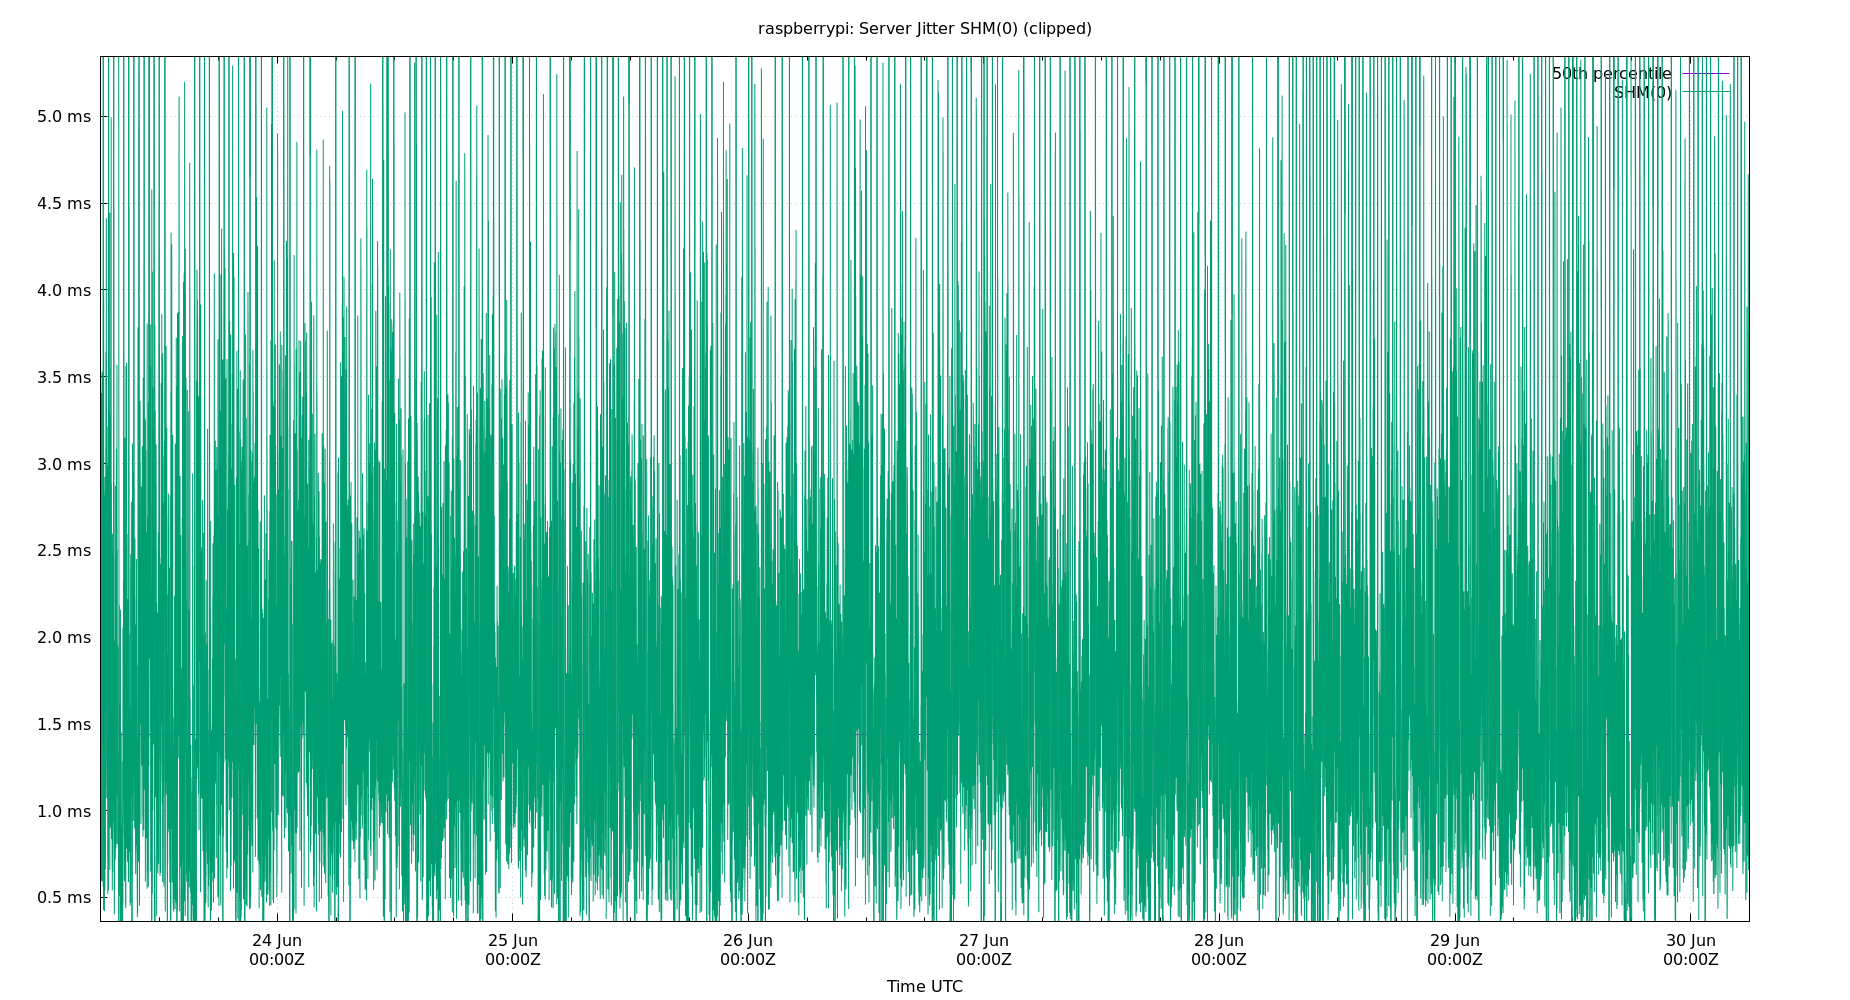 raspberrypi: Server Jitter SHM(0) (clipped)
50th percentile
SHM(0)
5.0 ms
4.5 ms
4.0 ms
3.5 ms
3.0 ms
2.5 ms
2.0 ms
1.5 ms
1.0 ms
0.5 ms
24 Jun 25 Jun 26 Jun 27 Jun 28 Jun 29 Jun 30 Jun
00:00Z 00:00Z 00:00Z 00:00Z 00:00Z 00:00Z 00:00Z
Time UTC